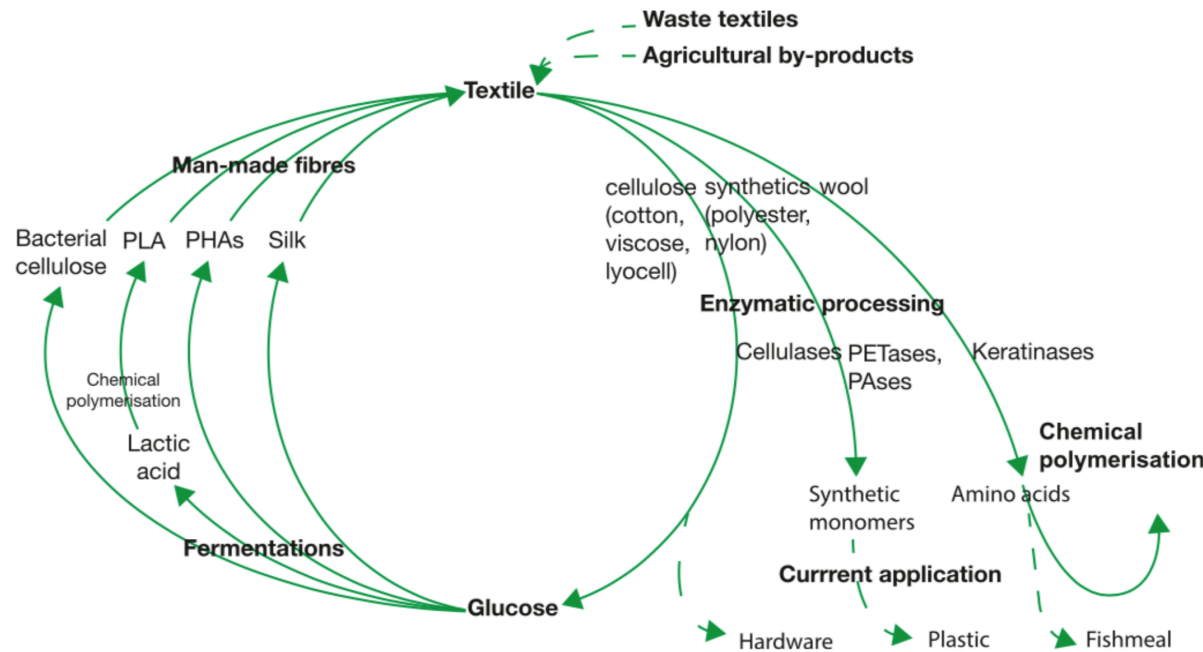 Waste textiles
Agricultural by-products
Textile
Man-made fibres
cellulose
(cotton,
viscose,
lyocell)
synthetics
(polyester,
nylon)
wool
Bacterial
cellulose
PLA
PHAs
Silk
Enzymatic processing
Cellulases
PETases,
PAses
Keratinases
Chemical
polymerisation
Lactic
acid
Chemical
polymerisation
Synthetic
monomers
Amino acids
Fermentations
Currrent application
Glucose
Hardware
Plastic
Fishmeal